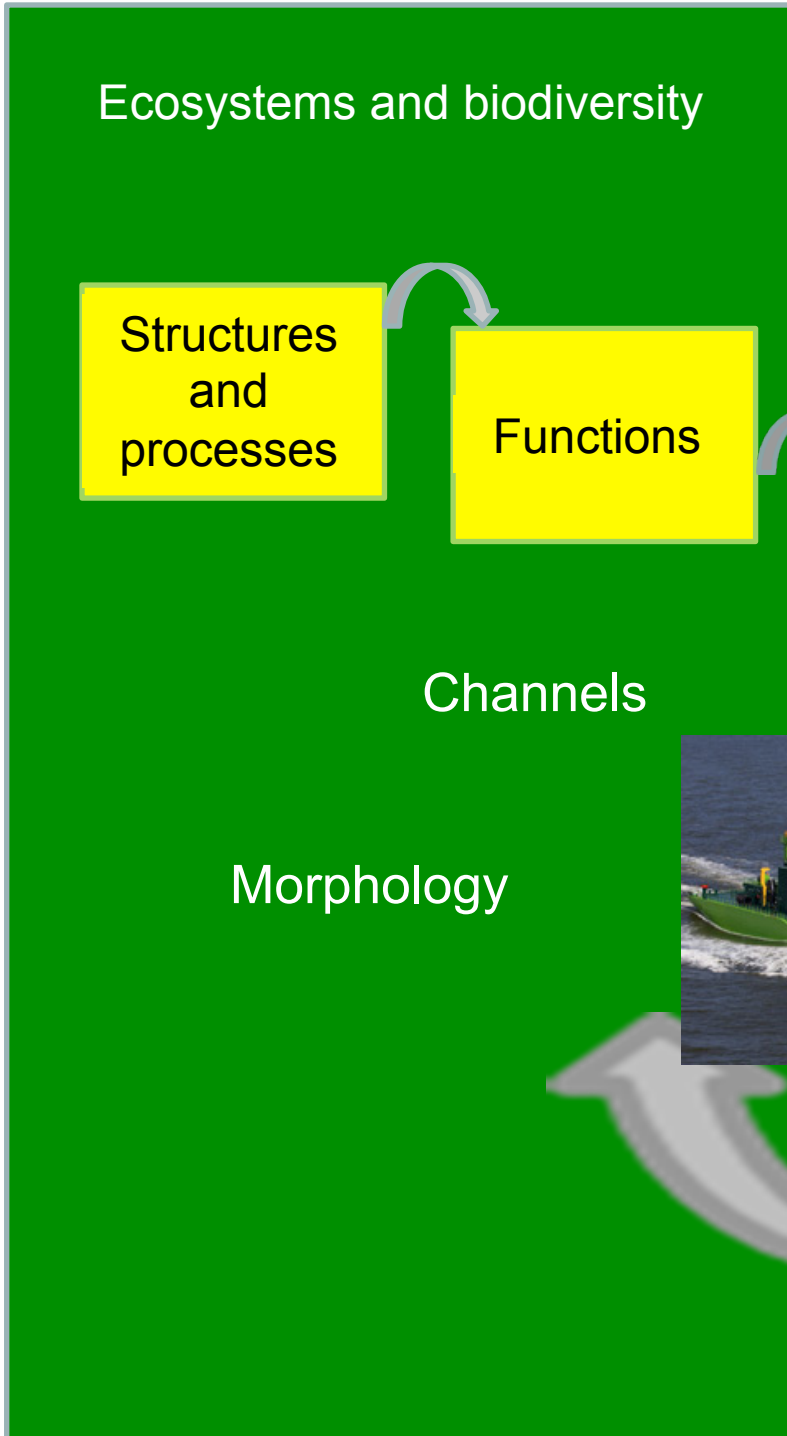 Ecosystems and biodiversity
Structures
and
processes
Functions
Channels
Morphology